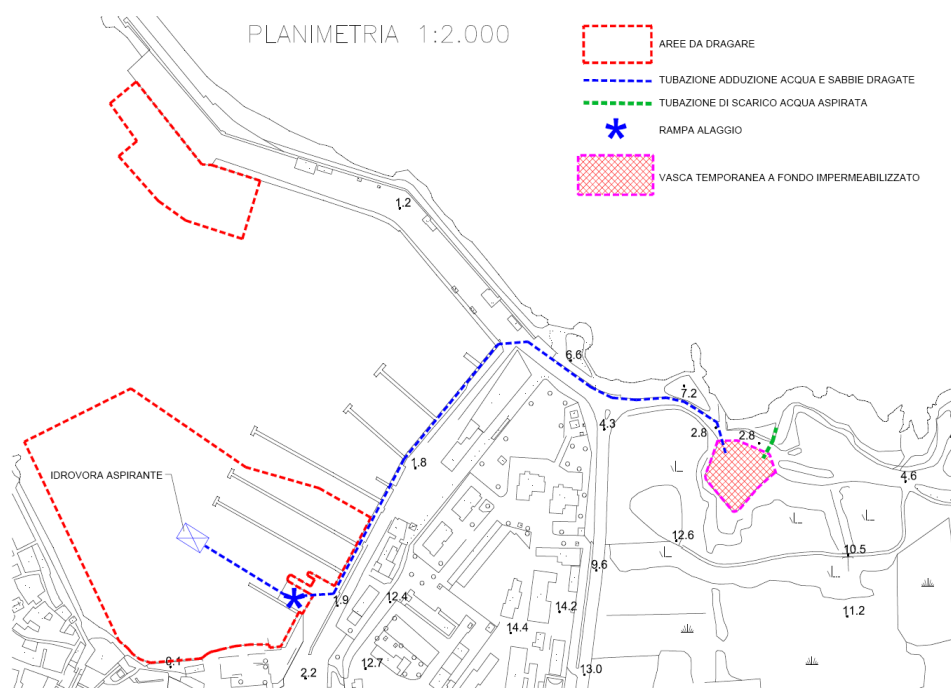 PLANIMETRIA 1:2.000
AREE DA DRAGARE
TUBAZIONE ADDUZIONE ACQUA E SABBIE DRAGATE
TUBAZIONE DI SCARICO ACQUA ASPIRATA
RAMPA ALAGGIO
VASCA TEMPORANEA A FONDO IMPERMEABILIZZATO
1.2
6.6
7.2
4.3
2.8
2.8
1.8
4.6
IDROVORA ASPIRANTE
12.6
10.5
9.6
1.9
12.4
14.2
11.2
14.4
0.1
12.7
2.2
13.0